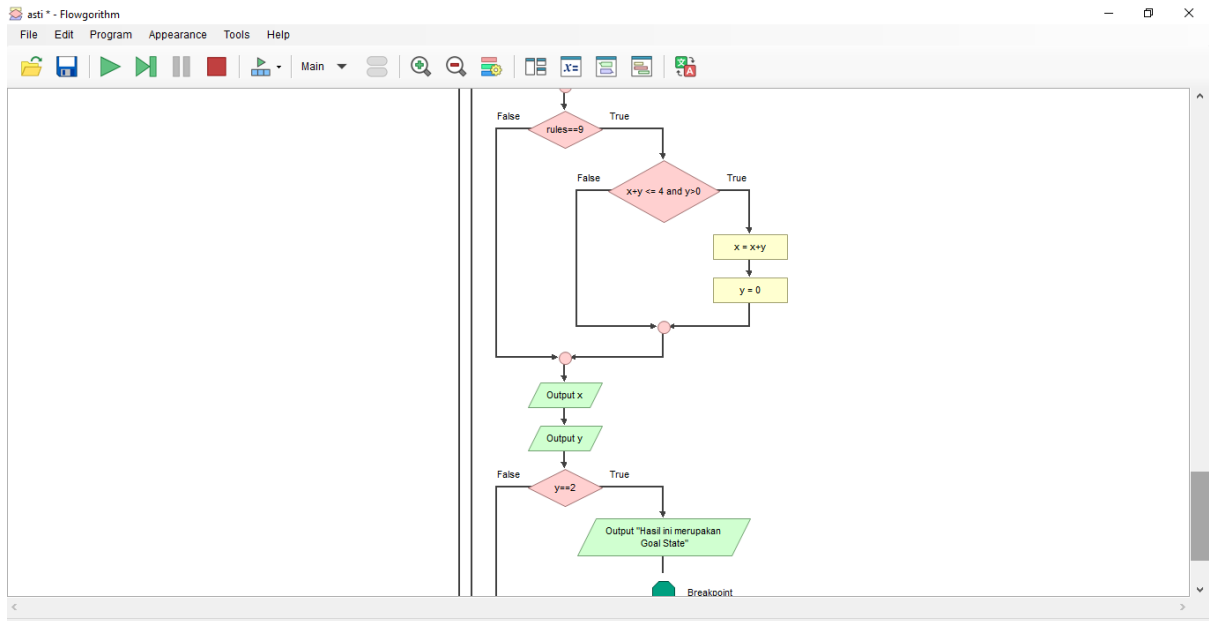 asti * - Flowgorithm
File Edit Program Appearance Tools Help
Main
x=
False True
rules==9
False True
x+y <= 4 and y>0
x = x+y
y = 0
Output x
Output y
False True
y==2
Output "Hasil ini merupakan
Goal State"
Breakpoint